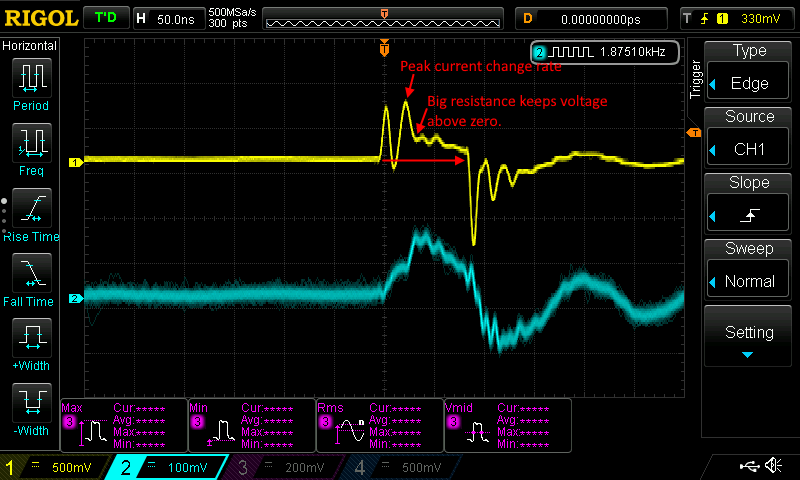 RIGOL T'D H 50.0ns 500MSa/s 300 pts T D 0.00000000ps T 1 330mV
Horizontal
Period
Freq
Rise Time
Fall Time
+Width
-Width
T
2 1.87510kHz
Peak current change rate
Big resistance keeps voltage
above zero.
1
2
T
Trigger
Type
Edge
Source
CH1
Slope
Sweep
Normal
Setting
Max Cur:*****
3 Avg:*****
Max:*****
Min:*****
Min Cur:*****
3 Avg:*****
Max:*****
Min:*****
Rms Cur:*****
3 n Avg:*****
Max:*****
Min:*****
Vmid Cur:*****
3 Avg:*****
Max:*****
Min:*****
1 500mV 2 100mV 3 200mV 4 500mV